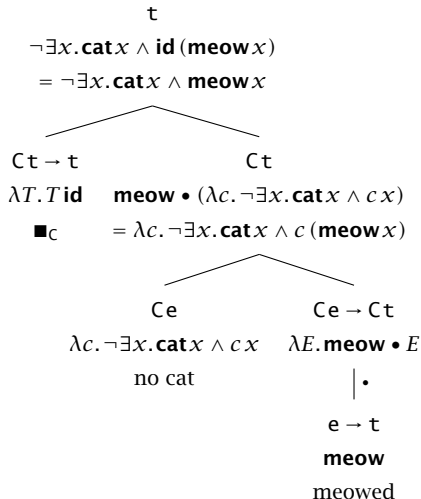 t
¬∃x.cat x ∧ id (meow x)
= ¬∃x.cat x ∧ meow x
Ct → t Ct
λT. T id meow • (λc. ¬∃x.cat x ∧ c x)
■C = λc. ¬∃x.cat x ∧ c (meow x)
Ce Ce → Ct
λc. ¬∃x.cat x ∧ c x λE. meow • E
no cat •
e → t
meow
meowed